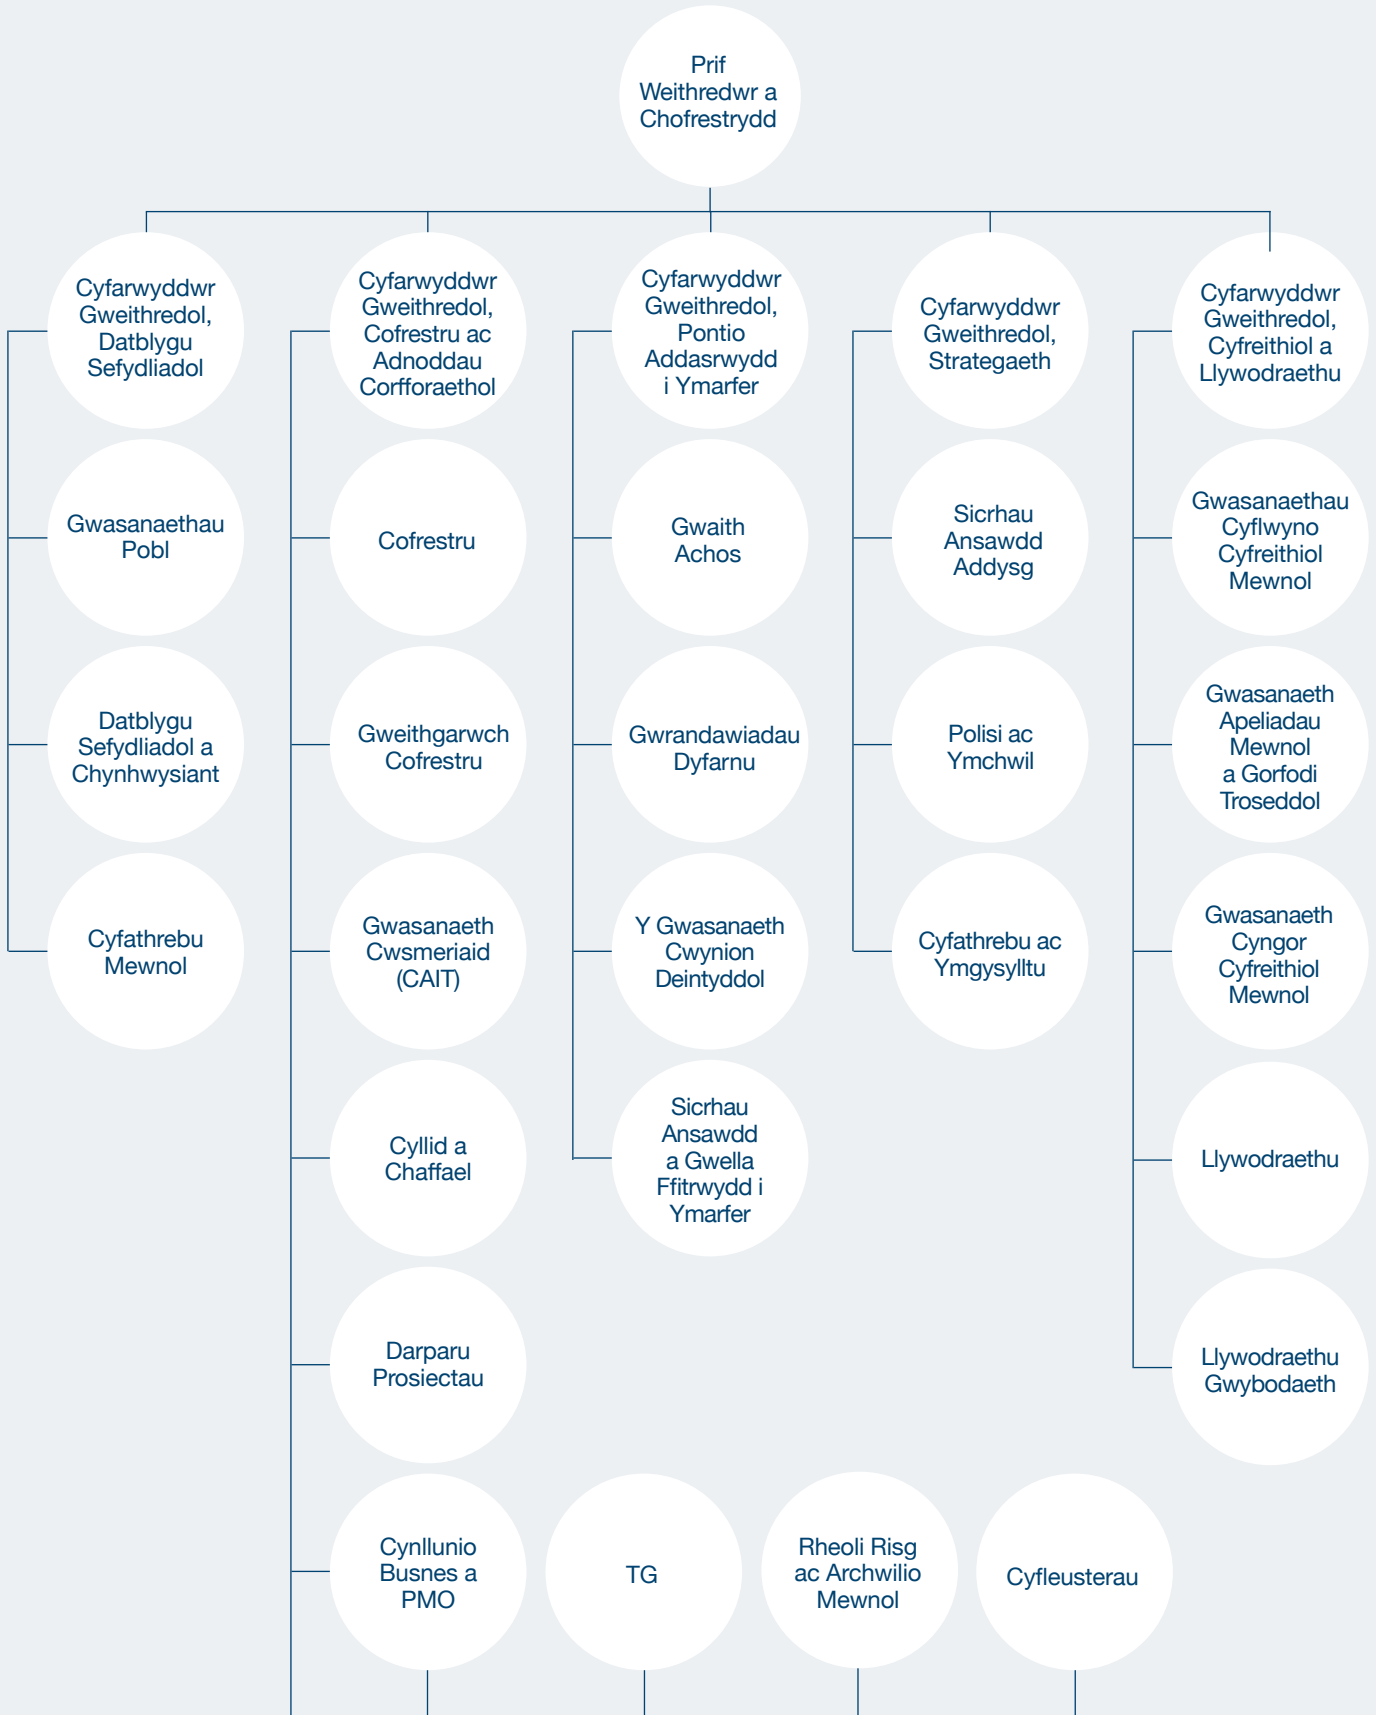 Prif
Weithredwr a
Chofrestrydd
Cyfarwyddwr
Gweithredol,
Datblygu
Sefydliadol
Gwasanaethau
Pobl
Datblygu
Sefydliadol a
Chynhwysiant
Cyfathrebu
Mewnol
Cyfarwyddwr
Gweithredol,
Cofrestru ac
Adnoddau
Corfforaethol
Cofrestru
Gweithgarwch
Cofrestru
Gwasanaeth
Cwsmeriaid
(CAIT)
Cyllid a
Chaffael
Darparu
Prosiectau
Cynllunio
Busnes a
PMO
TG
Rheoli Risg
ac Archwilio
Mewnol
Cyfleusterau
Cyfarwyddwr
Gweithredol,
Pontio
Addasrwydd
i Ymarfer
Gwaith
Achos
Gwrandawiadau
Dyfarnu
Y Gwasanaeth
Cwynion
Deintyddol
Sicrhau
Ansawdd
a Gwella
Ffitrwydd i
Ymarfer
Cyfarwyddwr
Gweithredol,
Strategaeth
Sicrhau
Ansawdd
Addysg
Polisi ac
Ymchwil
Cyfathrebu ac
Ymgysylltu
Cyfarwyddwr
Gweithredol,
Cyfreithiol a
Llywodraethu
Gwasanaethau
Cyflwyno
Cyfreithiol
Mewnol
Gwasanaeth
Apeliadau
Mewnol
a Gorfodi
Troseddol
Gwasanaeth
Cyngor
Cyfreithiol
Mewnol
Llywodraethu
Llywodraethu
Gwybodaeth